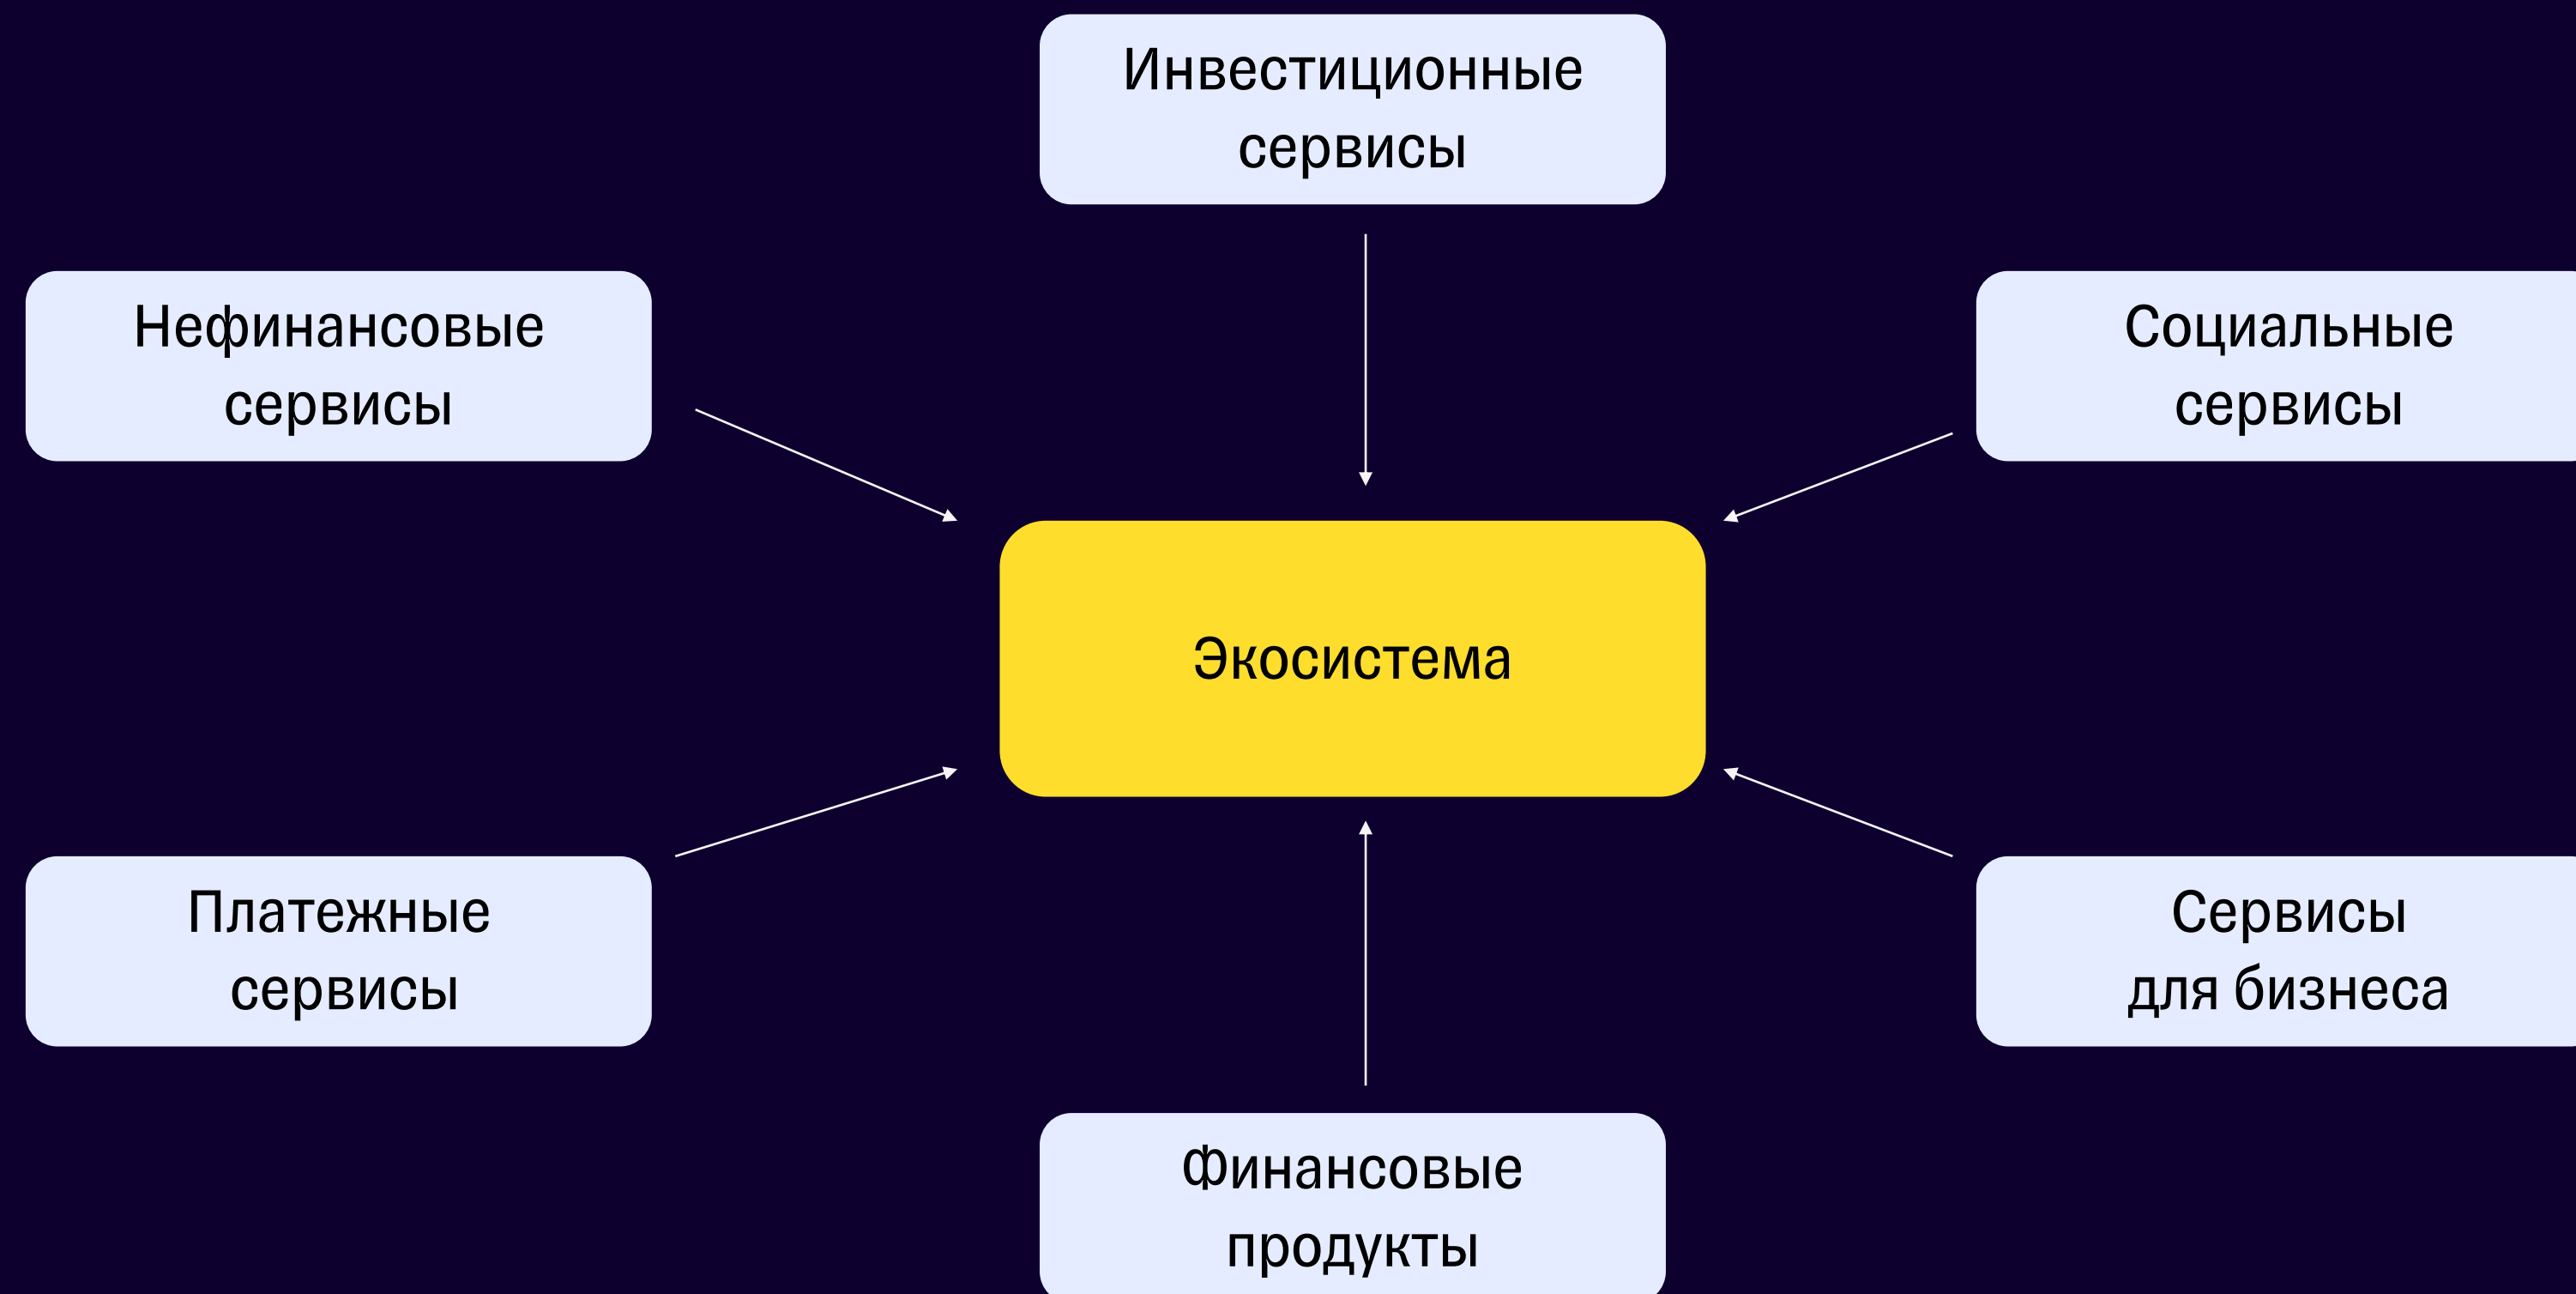 Инвестиционные
сервисы
Нефинансовые
сервисы
Социальные
сервисы
Экосистема
Платежные
сервисы
Сервисы
для бизнеса
Финансовые
продукты